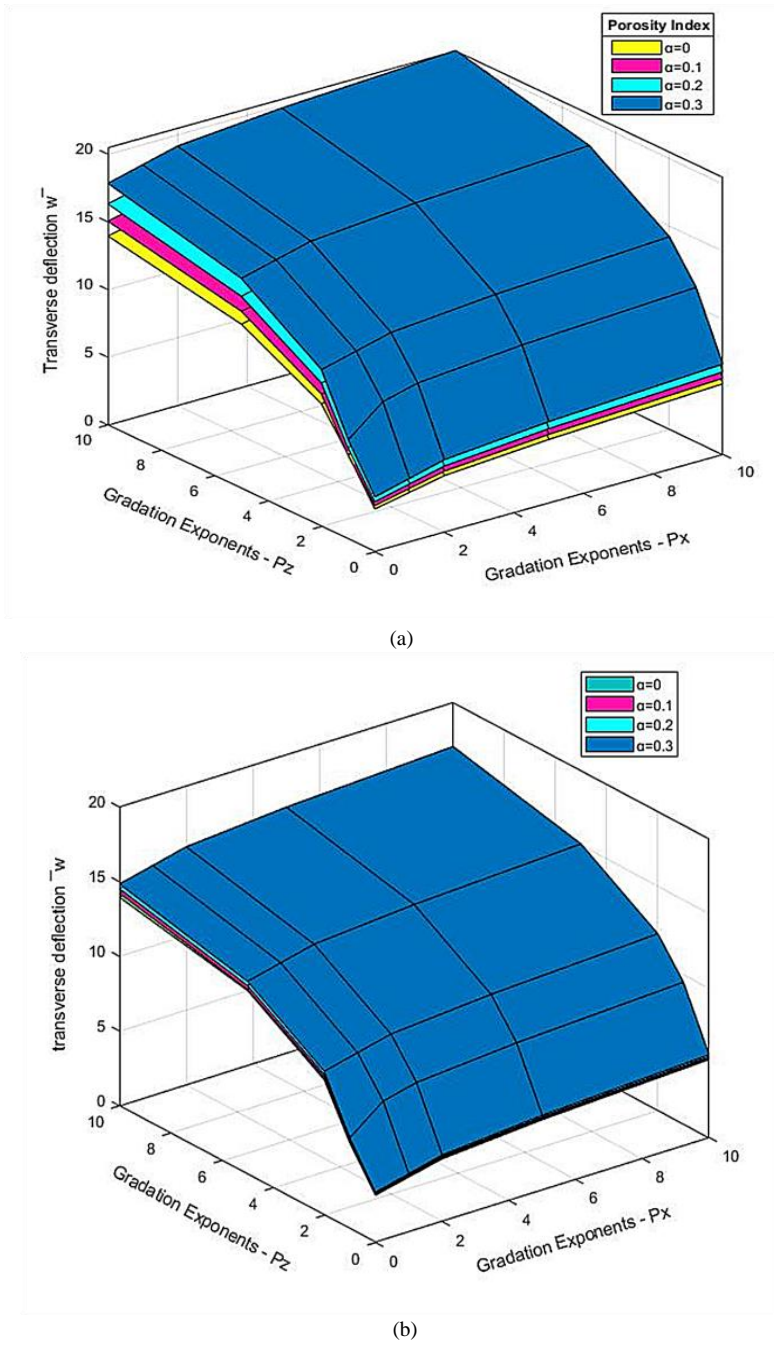 Porosity Index
α=0
α=0.1
α=0.2
α=0.3
20
15
10
5
0
Transverse deflection w¯
10
8
6
4
2
0
Gradation Exponents - Pz
0
2
4
6
8
10
Gradation Exponents - Px
(a)
α=0
α=0.1
α=0.2
α=0.3
20
15
10
5
0
transverse deflection ¯w
10
8
6
4
2
0
Gradation Exponents - Pz
0
2
4
6
8
10
Gradation Exponents - Px
(b)